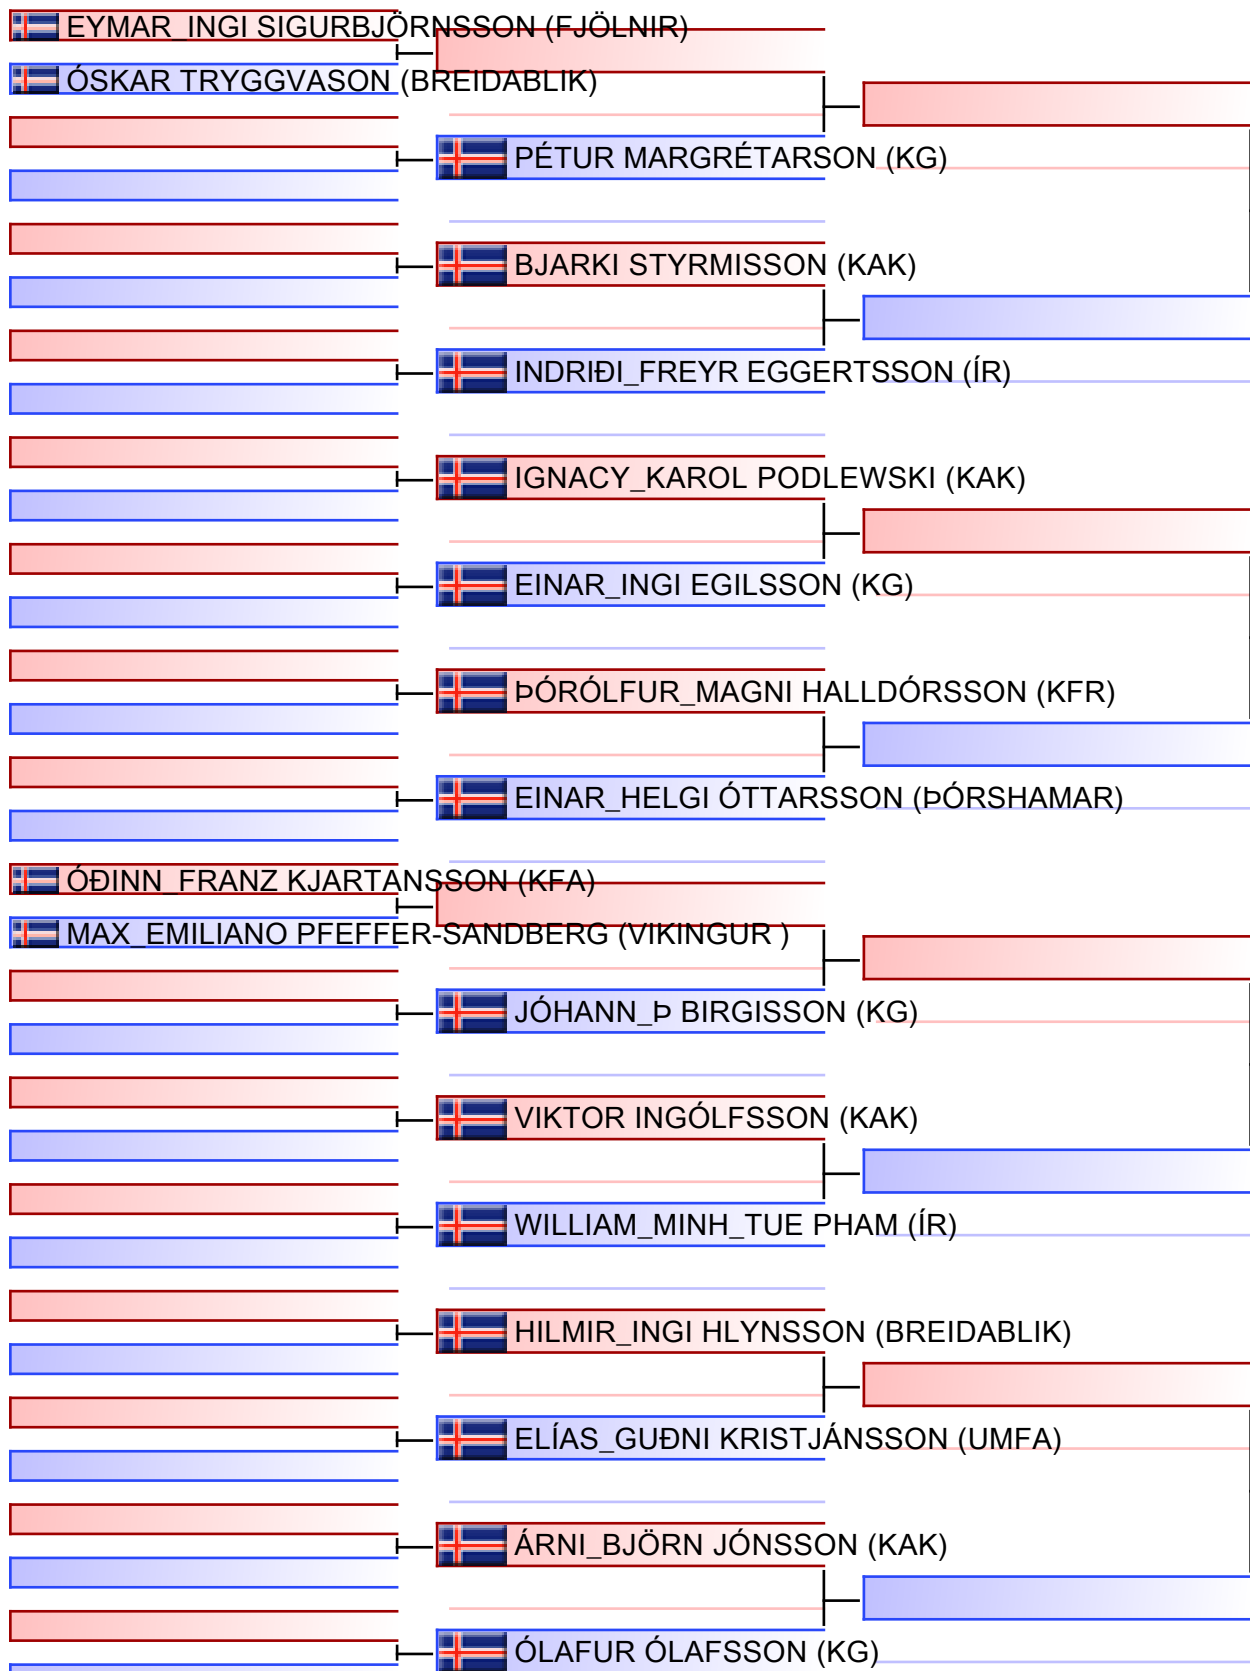 EYMAR_INGI SIGURBJÖRNSSON (FJÖLNIR)
ÓSKAR TRYGGVASON (BREIDABLIK)
PÉTUR MARGRÉTARSON (KG)
BJARKI STYRMISSON (KAK)
INDRIÐI_FREYR EGGERTSSON (ÍR)
IGNACY_KAROL PODLEWSKI (KAK)
EINAR_INGI EGILSSON (KG)
ÞÓRÓLFUR_MAGNI HALLDÓRSSON (KFR)
EINAR_HELGI ÓTTARSSON (ÞÓRSHAMAR)
ÓÐINN_FRANZ KJARTANSSON (KFA)
MAX_EMILIANO PFEFFER-SANDBERG (VIKINGUR )
JÓHANN_Þ BIRGISSON (KG)
VIKTOR INGÓLFSSON (KAK)
WILLIAM_MINH_TUE PHAM (ÍR)
HILMIR_INGI HLYNSSON (BREIDABLIK)
ELÍAS_GUÐNI KRISTJÁNSSON (UMFA)
ÁRNI_BJÖRN JÓNSSON (KAK)
ÓLAFUR ÓLAFSSON (KG)